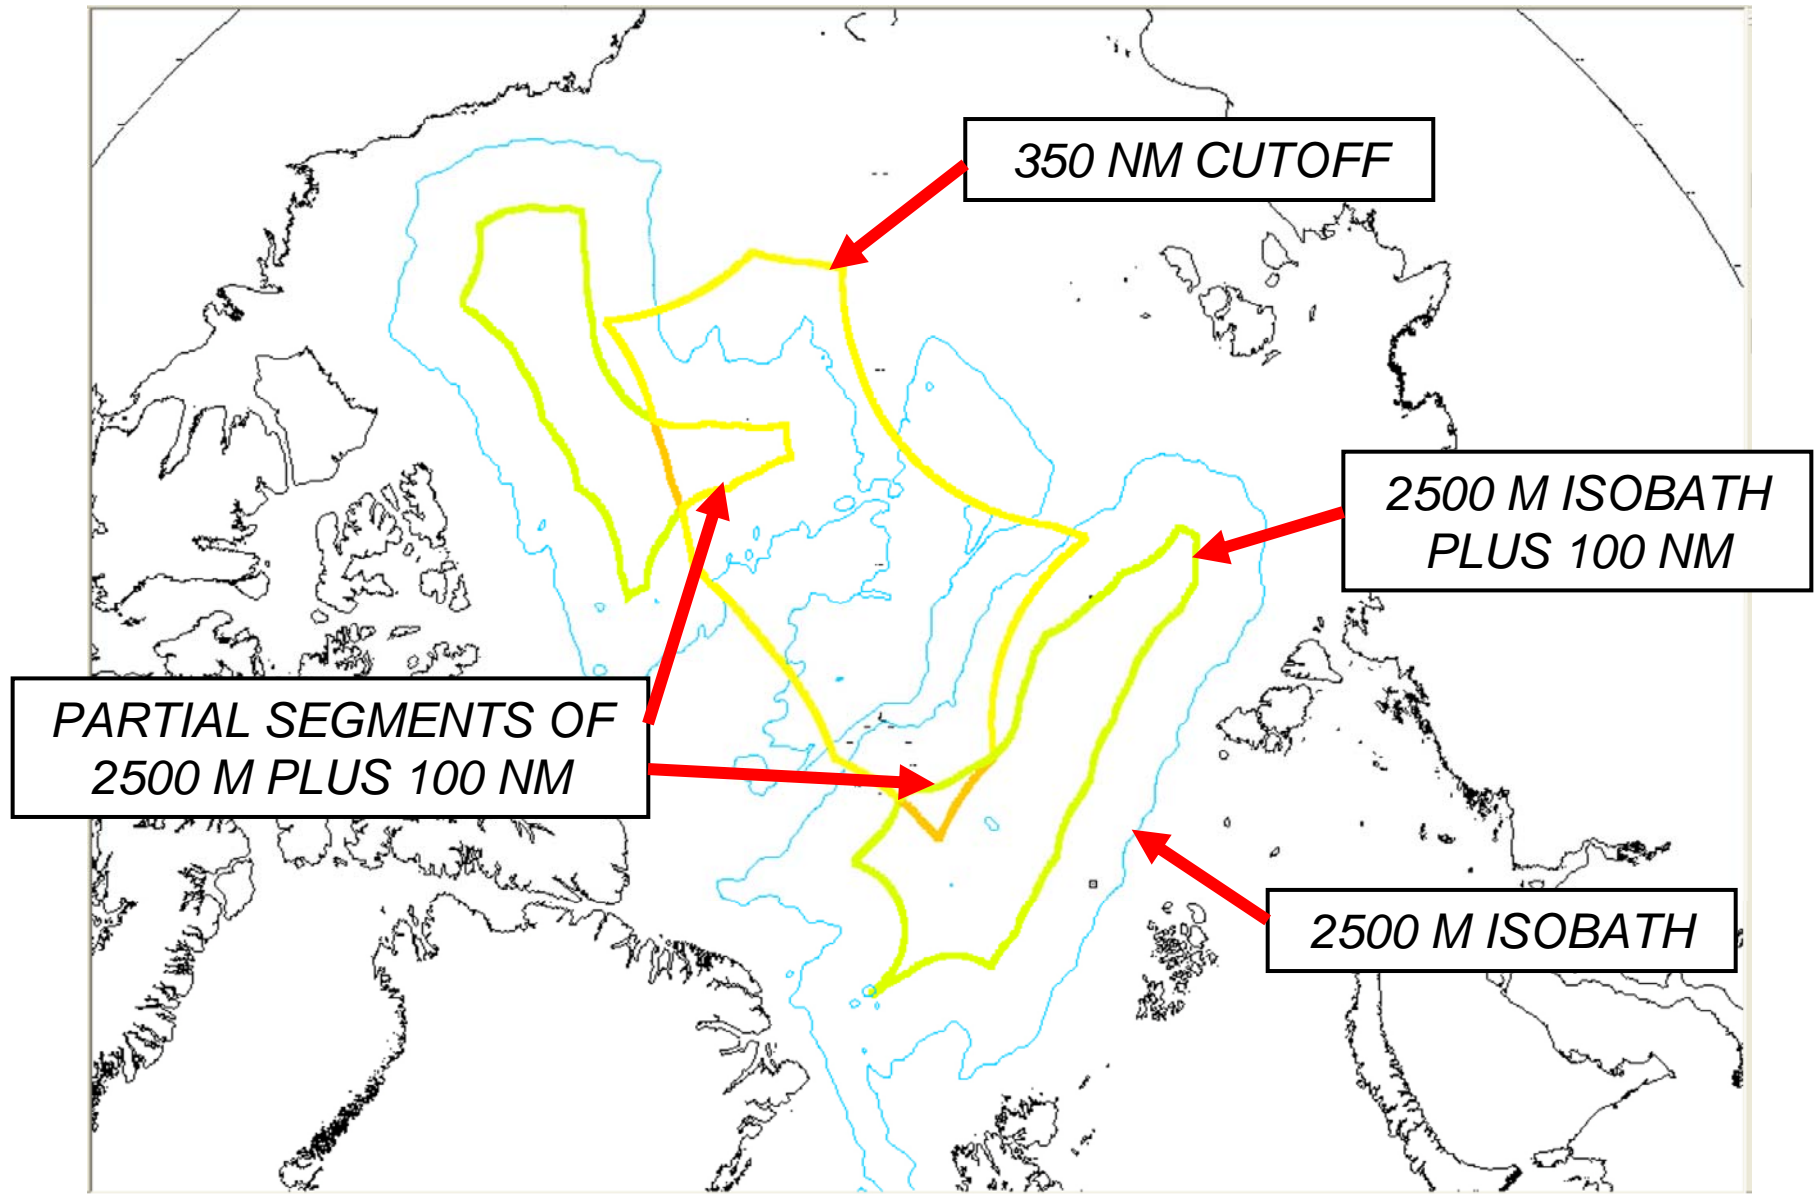 350 NM CUTOFF
2500 M ISOBATH
PLUS 100 NM
PARTIAL SEGMENTS OF
2500 M PLUS 100 NM
2500 M ISOBATH